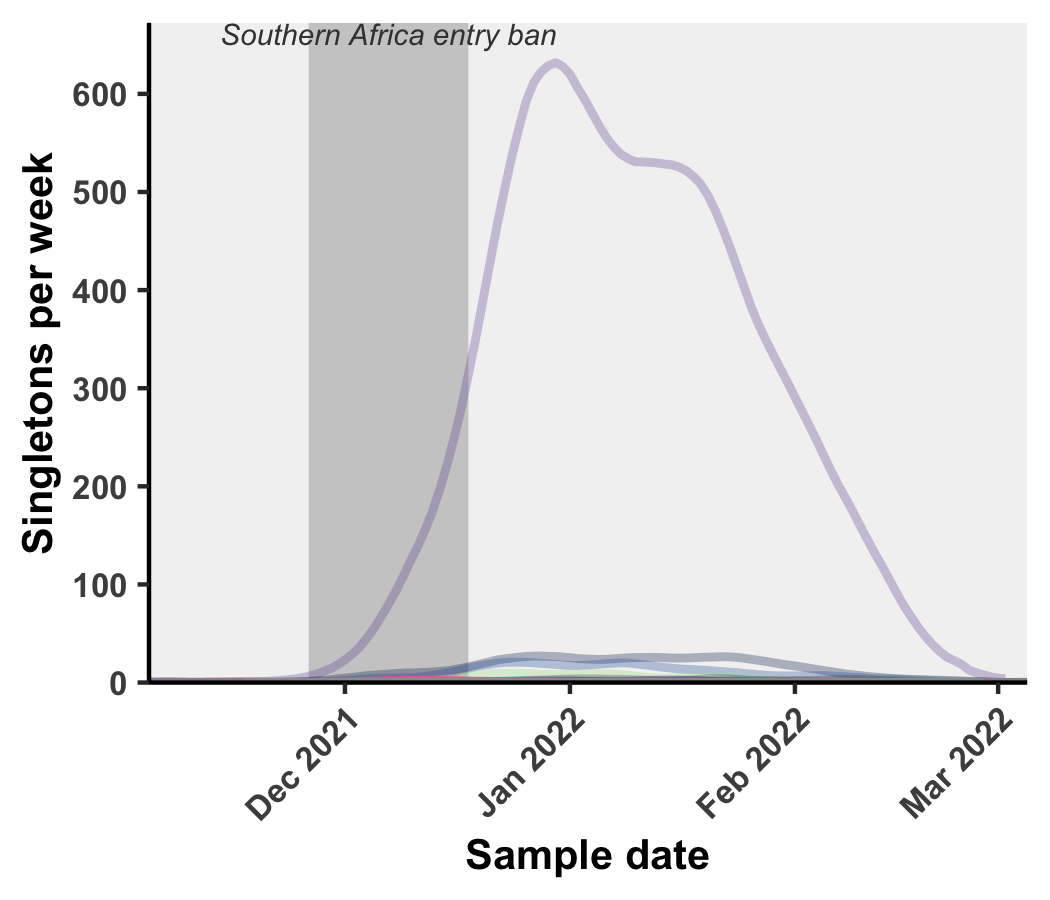 Southern Africa entry ban
Singletons per week
600
500
400
300
200
100
0
Dec 2021
Jan 2022
Feb 2022
Mar 2022
Sample date